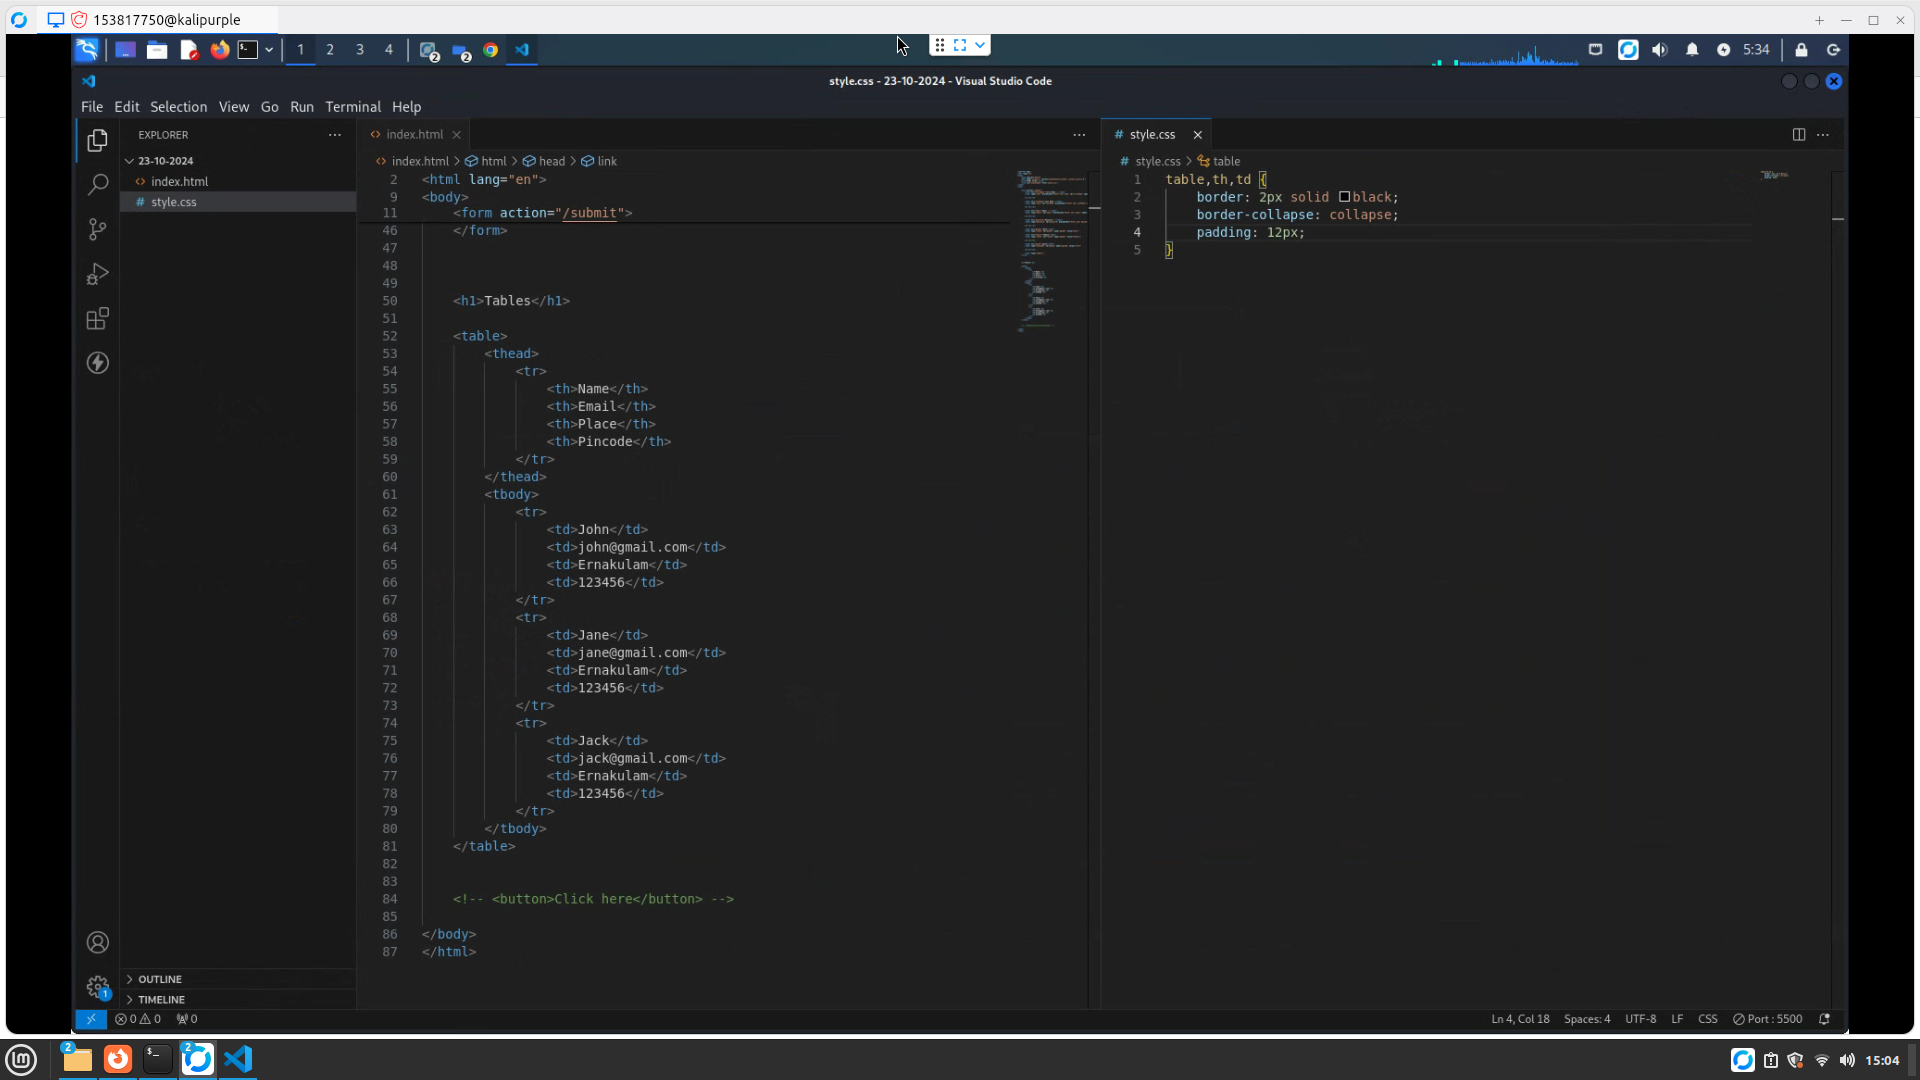 153817750@kalipurple
1 2 3 4
2
2
5:34
style.css - 23-10-2024 - Visual Studio Code
File Edit Selection View Go Run Terminal Help
EXPLORER
23-10-2024
index.html
style.css
OUTLINE
TIMELINE
index.html
index.html > html > head > link
2 <html lang="en">
9 <body>
11 <form action="/submit">
46 </form>
47
48
49
50 <h1>Tables</h1>
51
52 <table>
53 <thead>
54 <tr>
55 <th>Name</th>
56 <th>Email</th>
57 <th>Place</th>
58 <th>Pincode</th>
59 </tr>
60 </thead>
61 <tbody>
62 <tr>
63 <td>John</td>
64 <td>john@gmail.com</td>
65 <td>Ernakulam</td>
66 <td>123456</td>
67 </tr>
68 <tr>
69 <td>Jane</td>
70 <td>jane@gmail.com</td>
71 <td>Ernakulam</td>
72 <td>123456</td>
73 </tr>
74 <tr>
75 <td>Jack</td>
76 <td>jack@gmail.com</td>
77 <td>Ernakulam</td>
78 <td>123456</td>
79 </tr>
80 </tbody>
81 </table>
82
83
84 <!-- <button>Click here</button> -->
85
86 </body>
87 </html>
# style.css
# style.css > table
1 table,th,td {
2 border: 2px solid black;
3 border-collapse: collapse;
4 padding: 12px;
5 }
1
0 0 0
Ln 4, Col 18 Spaces: 4 UTF-8 LF CSS Port : 5500
2
2
15:04